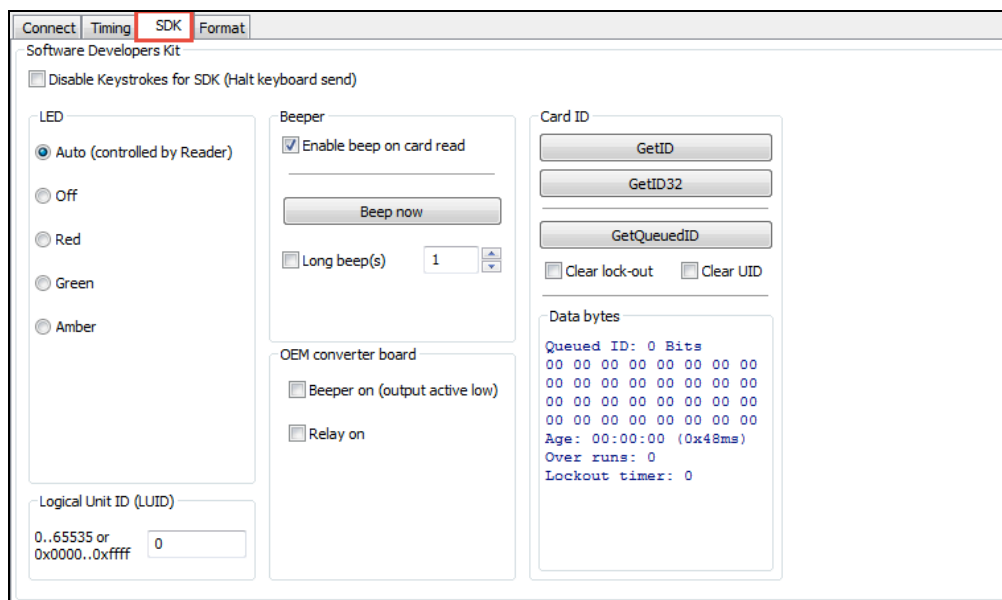 Connect Timing SDK Format
Software Developers Kit
Disable Keystrokes for SDK (Halt keyboard send)
LED
Auto (controlled by Reader)
Off
Red
Green
Amber
Logical Unit ID (LUID)
0..65535 or
0x0000..0xffff
0
Beeper
Enable beep on card read
Beep now
Long beep(s) 1
OEM converter board
Beeper on (output active low)
Relay on
Card ID
GetID
GetID32
GetQueuedID
Clear lock-out Clear UID
Data bytes
Queued ID: 0 Bits
00 00 00 00 00 00 00 00
00 00 00 00 00 00 00 00
00 00 00 00 00 00 00 00
00 00 00 00 00 00 00 00
Age: 00:00:00 (0x48ms)
Over runs: 0
Lockout timer: 0